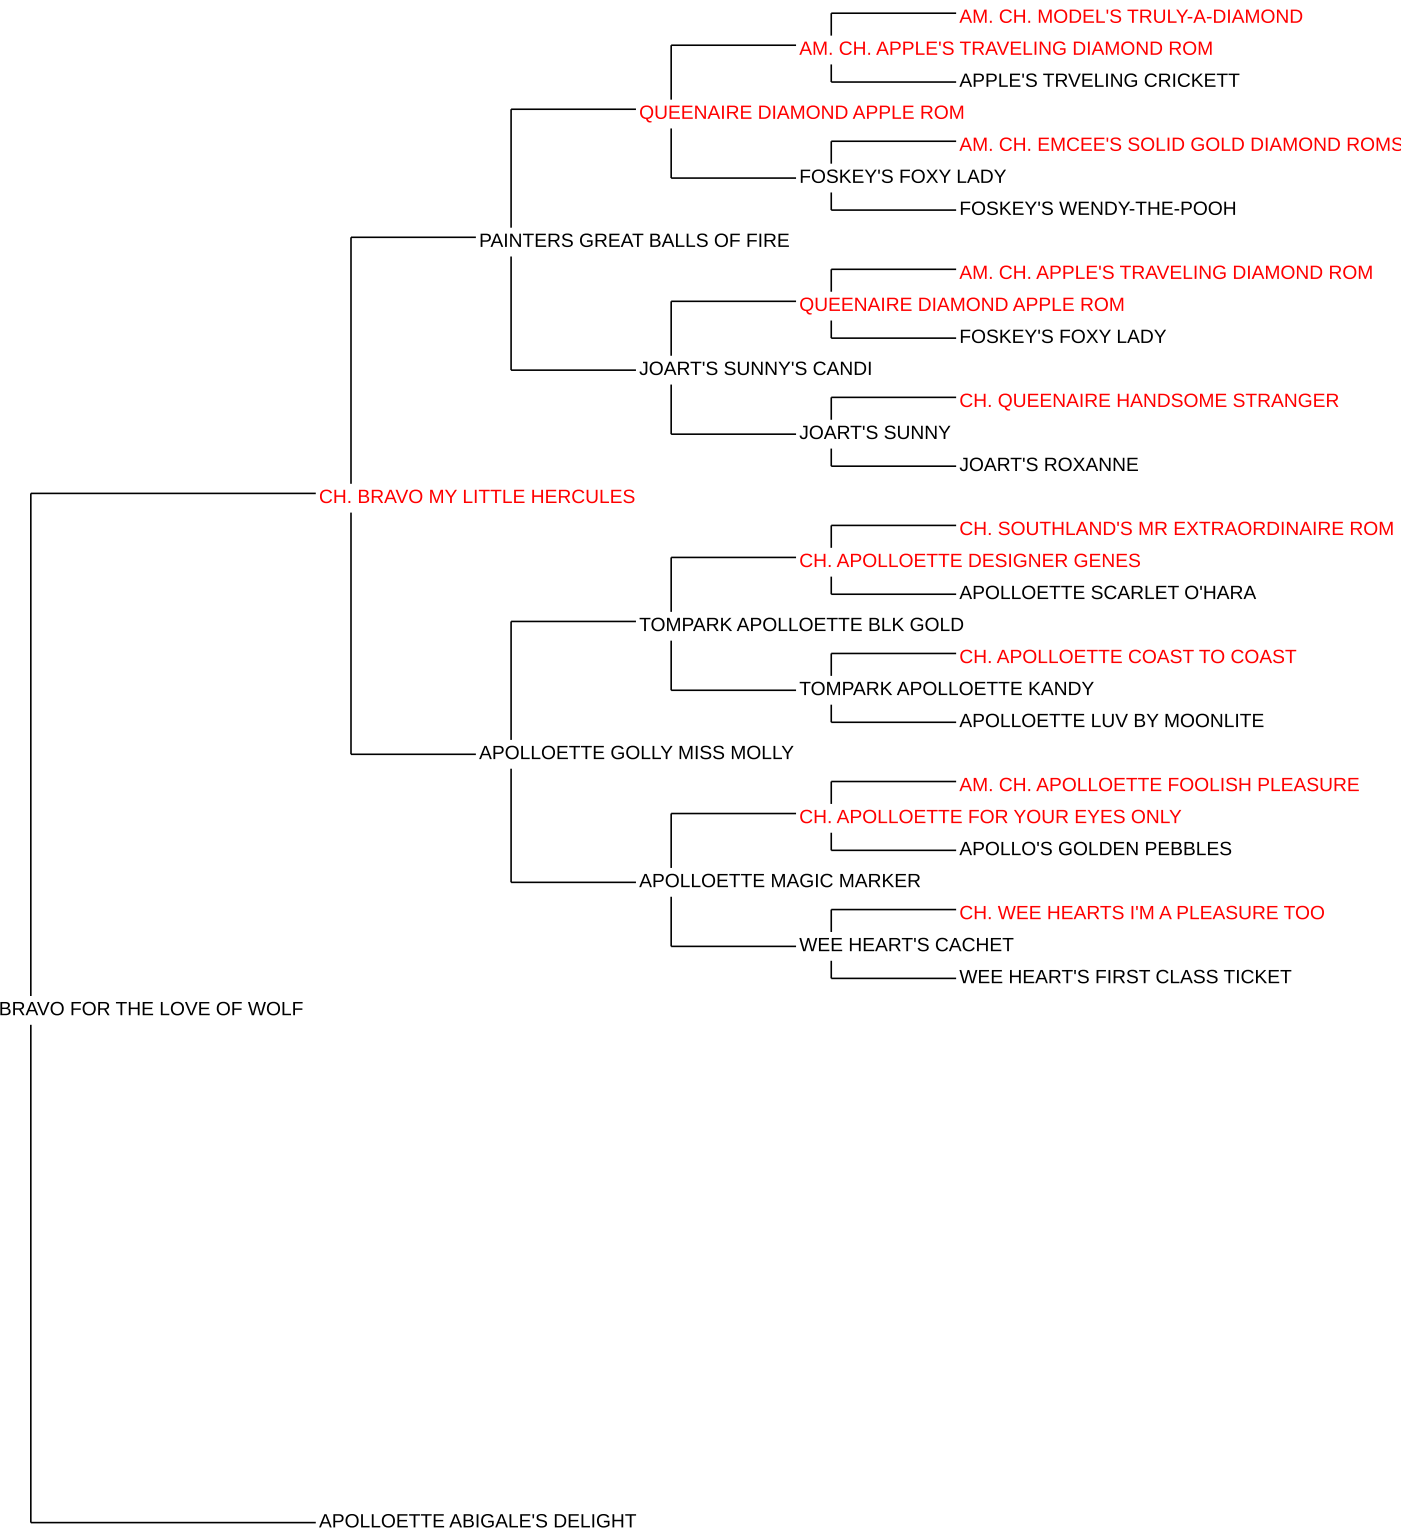 AM. CH. MODEL'S TRULY-A-DIAMOND
AM. CH. APPLE'S TRAVELING DIAMOND ROM
APPLE'S TRVELING CRICKETT
QUEENAIRE DIAMOND APPLE ROM
AM. CH. EMCEE'S SOLID GOLD DIAMOND ROMS
FOSKEY'S FOXY LADY
FOSKEY'S WENDY-THE-POOH
PAINTERS GREAT BALLS OF FIRE
AM. CH. APPLE'S TRAVELING DIAMOND ROM
QUEENAIRE DIAMOND APPLE ROM
FOSKEY'S FOXY LADY
JOART'S SUNNY'S CANDI
CH. QUEENAIRE HANDSOME STRANGER
JOART'S SUNNY
JOART'S ROXANNE
CH. BRAVO MY LITTLE HERCULES
CH. SOUTHLAND'S MR EXTRAORDINAIRE ROM
CH. APOLLOETTE DESIGNER GENES
APOLLOETTE SCARLET O'HARA
TOMPARK APOLLOETTE BLK GOLD
CH. APOLLOETTE COAST TO COAST
TOMPARK APOLLOETTE KANDY
APOLLOETTE LUV BY MOONLITE
APOLLOETTE GOLLY MISS MOLLY
AM. CH. APOLLOETTE FOOLISH PLEASURE
CH. APOLLOETTE FOR YOUR EYES ONLY
APOLLO'S GOLDEN PEBBLES
APOLLOETTE MAGIC MARKER
CH. WEE HEARTS I'M A PLEASURE TOO
WEE HEART'S CACHET
WEE HEART'S FIRST CLASS TICKET
BRAVO FOR THE LOVE OF WOLF
APOLLOETTE ABIGALE'S DELIGHT